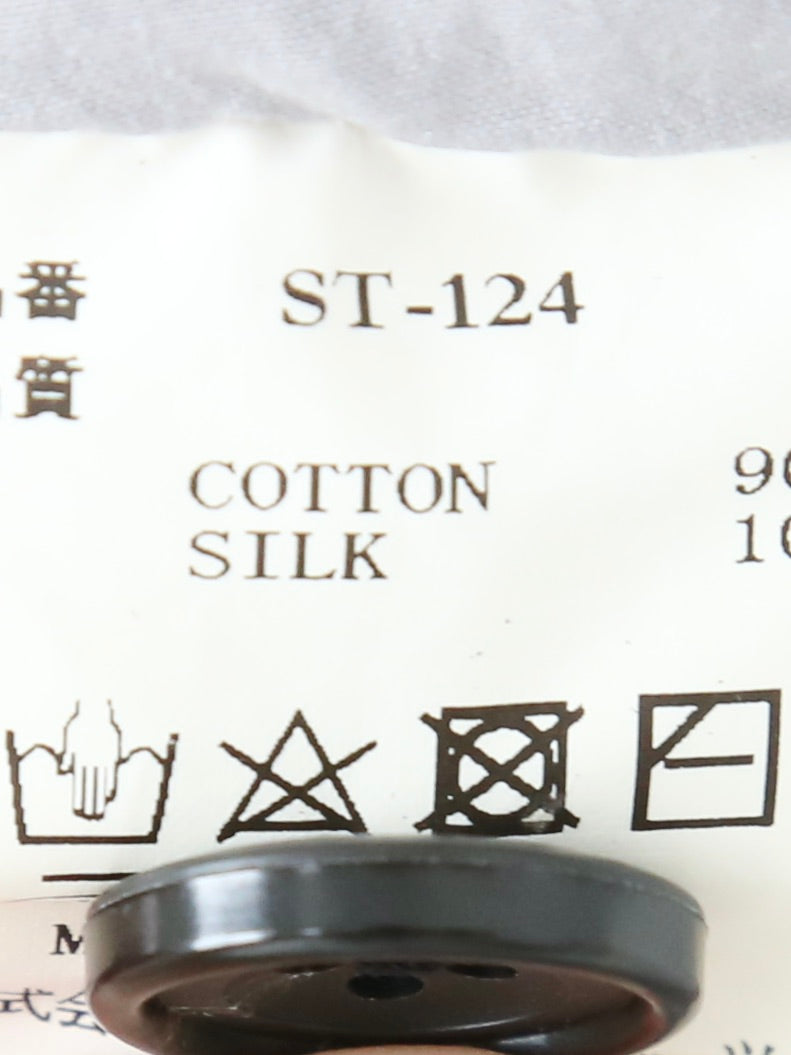 番 ST-124
質
COTTON
SILK